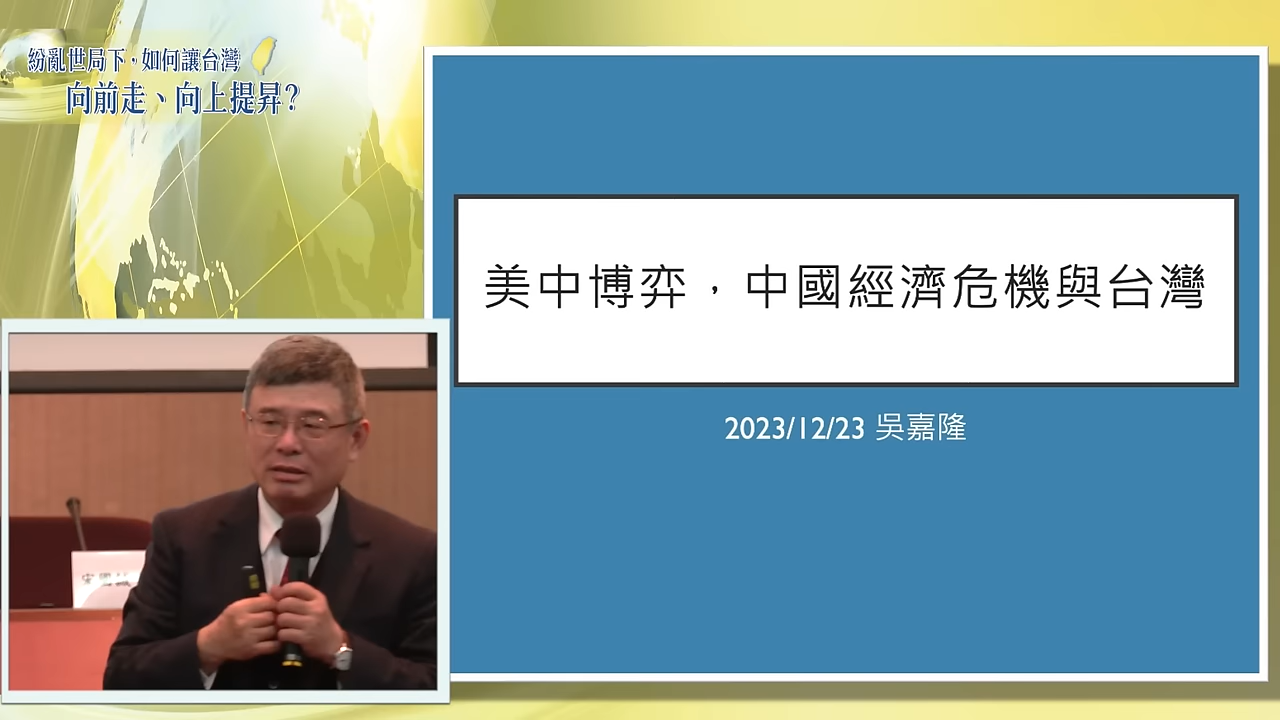 紛亂世局下，如何讓台灣
向前走、向上提昇？
美中博弈，中國經濟危機與台灣
2023/12/23 吳嘉隆